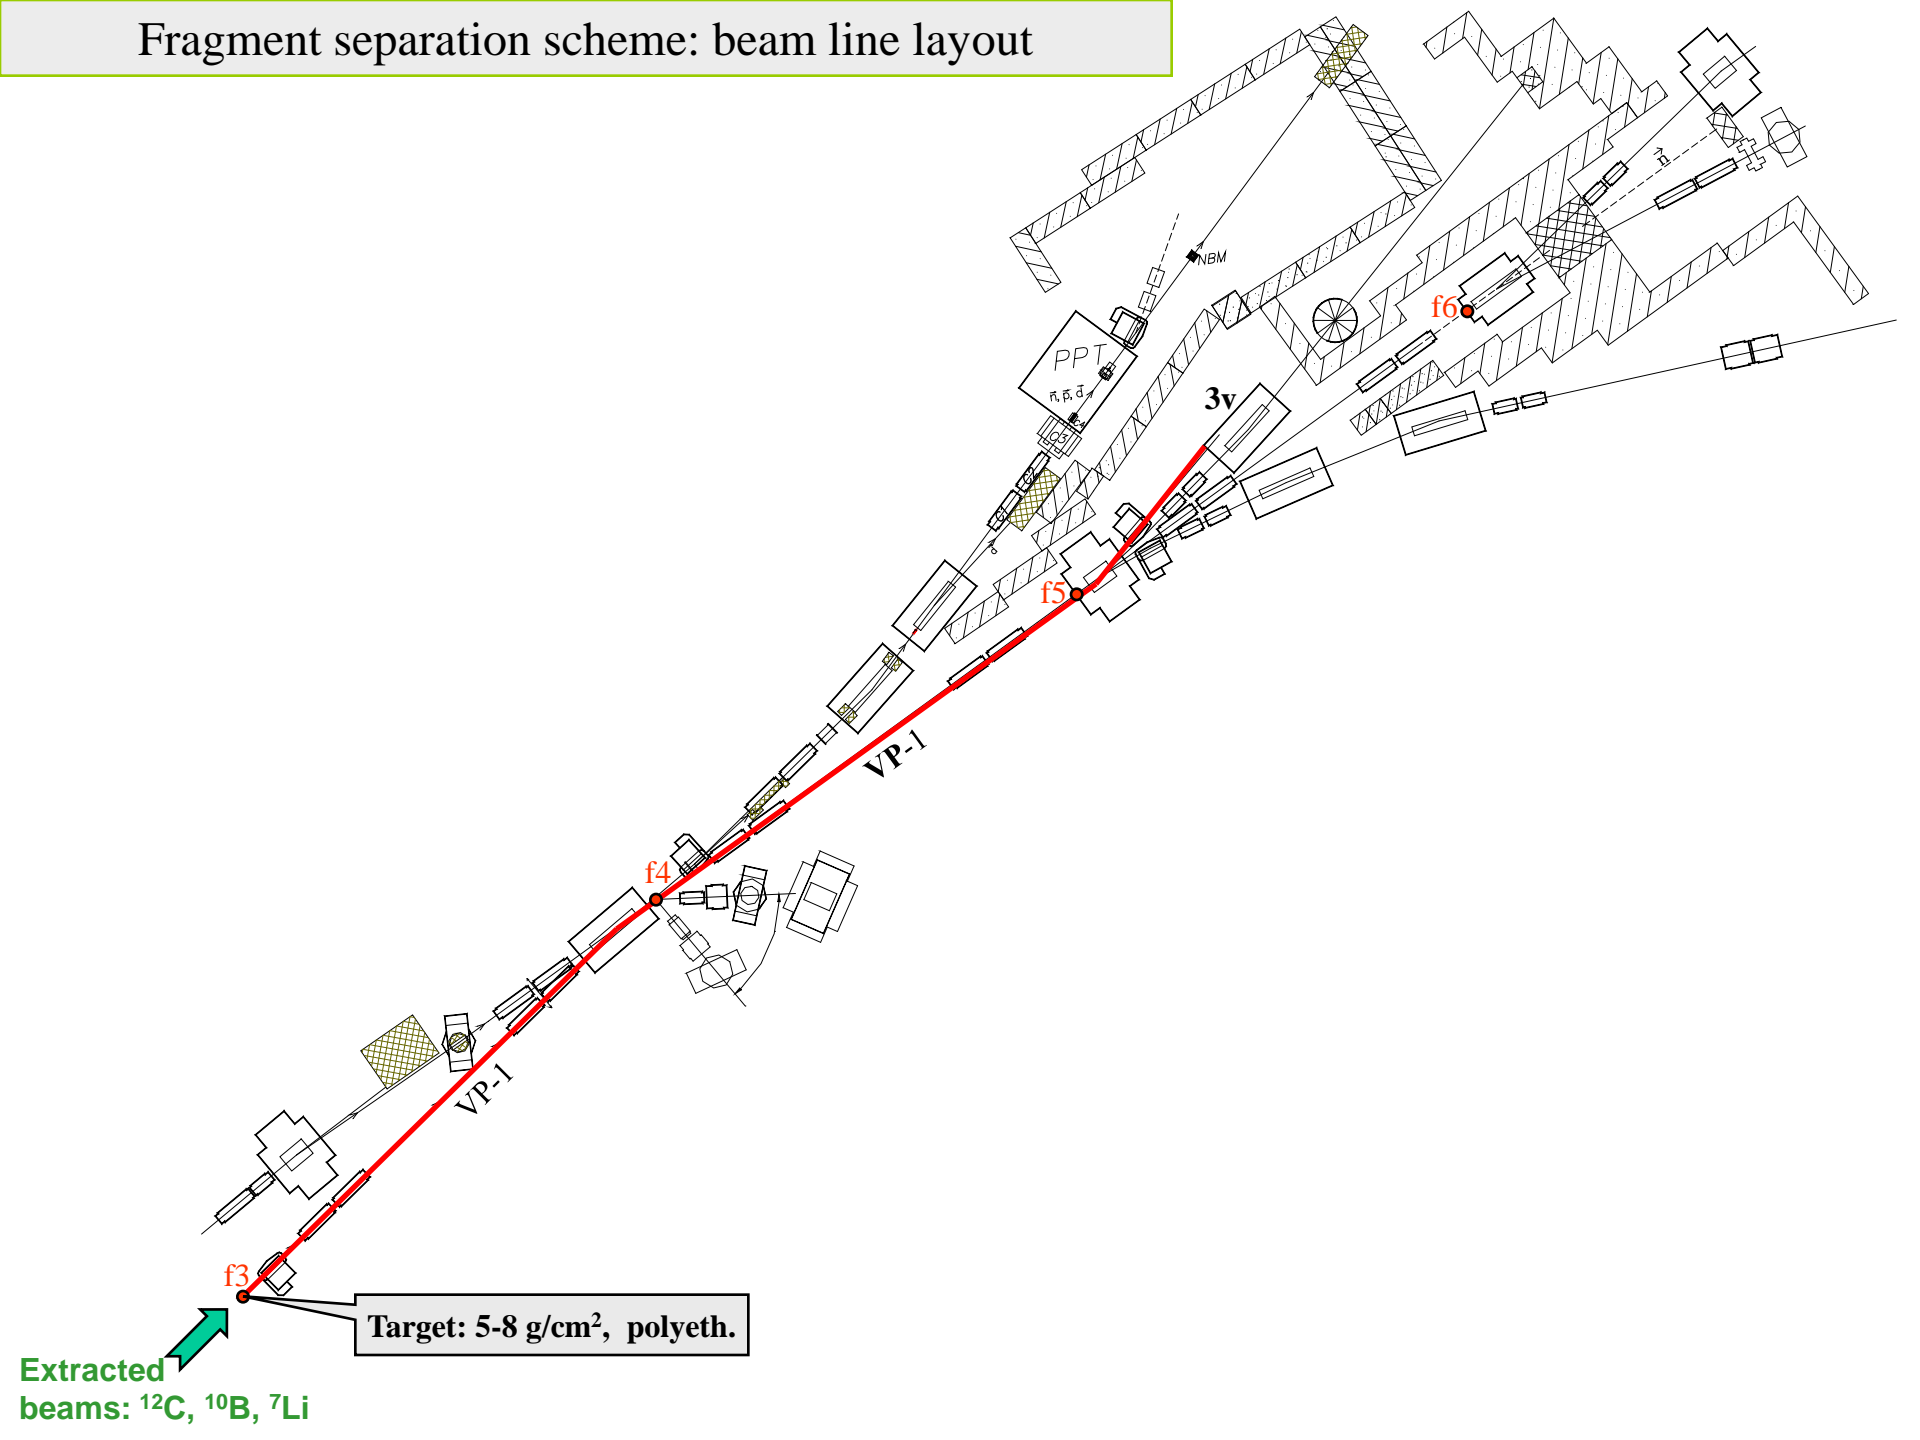 Fragment separation scheme: beam line layout
n
NBM
f6
PPT
n, p, d
3v
C3
f5
VP-1
f4
VP-1
f3
Target: 5-8 g/cm², polyeth.
Extracted
beams: ¹²C, ¹⁰B, ⁷Li